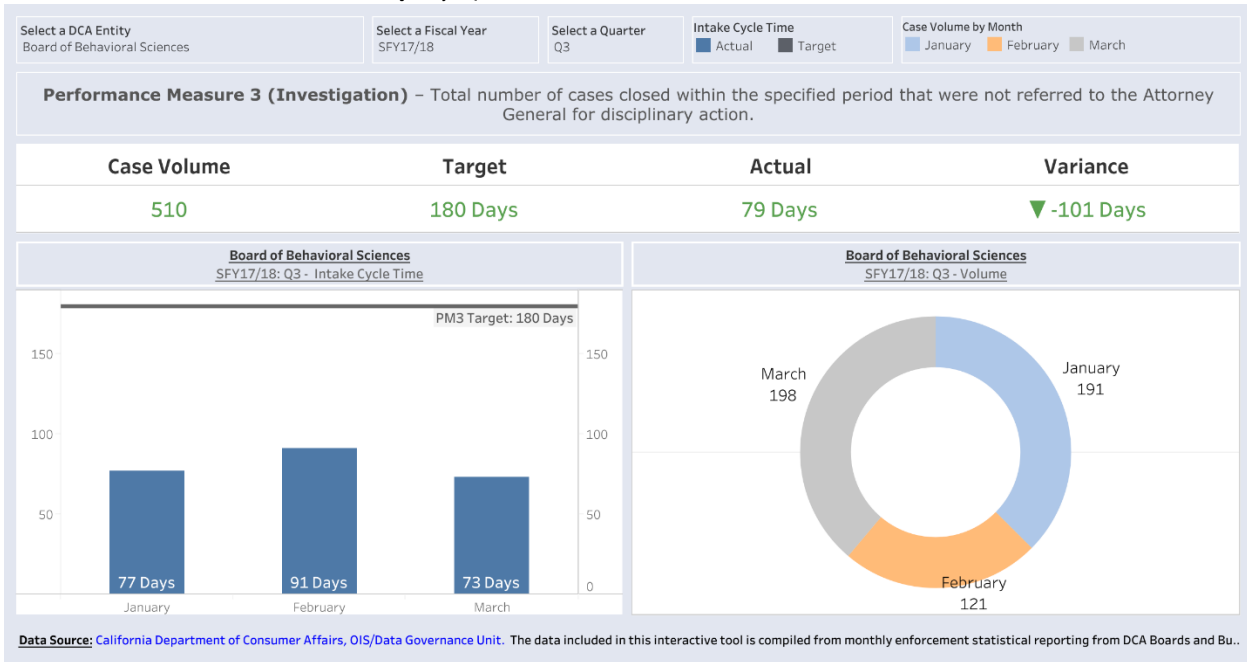 Select a DCA Entity
Board of Behavioral Sciences
Select a Fiscal Year
SFY17/18
Select a Quarter
Q3
Intake Cycle Time
Actual Target
Case Volume by Month
January February March
Performance Measure 3 (Investigation) – Total number of cases closed within the specified period that were not referred to the Attorney
General for disciplinary action.
Case Volume Target Actual Variance
510 180 Days 79 Days ▼ -101 Days
Board of Behavioral Sciences
SFY17/18: Q3 - Intake Cycle Time
PM3 Target: 180 Days
150 150
100 100
50 50
77 Days 91 Days 73 Days 0
January February March
Board of Behavioral Sciences
SFY17/18: Q3 - Volume
January
191
March
198
February
121
Data Source: California Department of Consumer Affairs, OIS/Data Governance Unit. The data included in this interactive tool is compiled from monthly enforcement statistical reporting from DCA Boards and Bu..